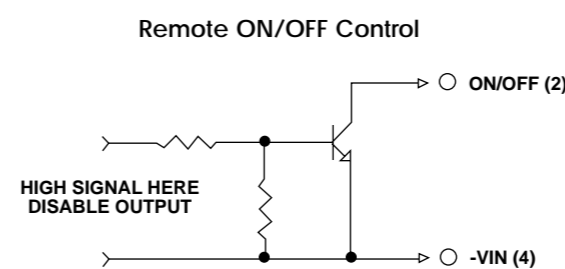 Remote ON/OFF Control
ON/OFF (2)
HIGH SIGNAL HERE
DISABLE OUTPUT
-VIN (4)